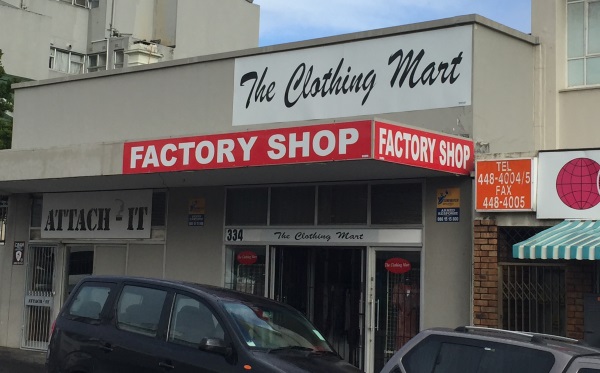 The Clothing Mart
FACTORY SHOP
FACTORY SHOP
TEL
448-4004/5
FAX
448-4005
ATTACH 2 IT
334
The Clothing Mart